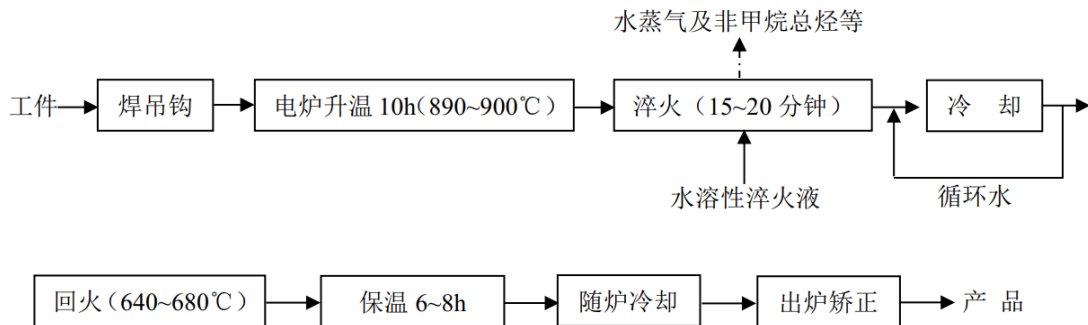 水蒸气及非甲烷总烃等
工件
焊吊钩
电炉升温 10h（890~900℃）
淬火（15~20 分钟）
冷 却
水溶性淬火液
循环水
回火（640~680℃）
保温 6~8h
随炉冷却
出炉矫正
产 品